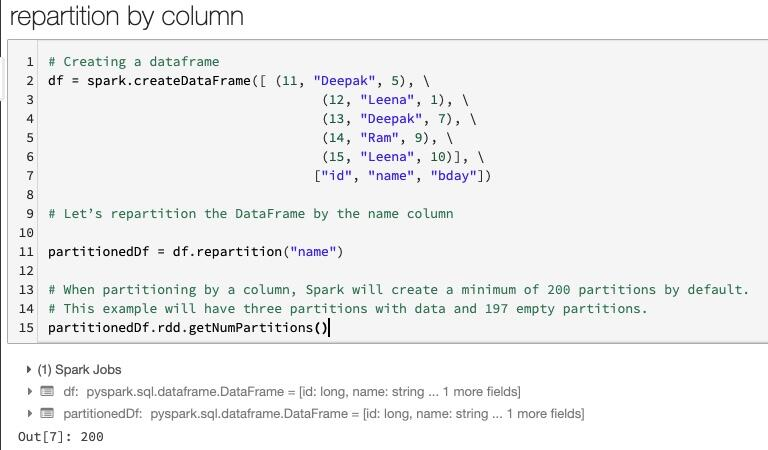 repartition by column
1 # Creating a dataframe
2 df = spark.createDataFrame([ (11, "Deepak", 5), \
3 (12, "Leena", 1), \
4 (13, "Deepak", 7), \
5 (14, "Ram", 9), \
6 (15, "Leena", 10)], \
7 ["id", "name", "bday"])
8
9 # Let’s repartition the DataFrame by the name column
10
11 partitionedDf = df.repartition("name")
12
13 # When partitioning by a column, Spark will create a minimum of 200 partitions by default.
14 # This example will have three partitions with data and 197 empty partitions.
15 partitionedDf.rdd.getNumPartitions()
(1) Spark Jobs
df: pyspark.sql.dataframe.DataFrame = [id: long, name: string ... 1 more fields]
partitionedDf: pyspark.sql.dataframe.DataFrame = [id: long, name: string ... 1 more fields]
Out[7]: 200